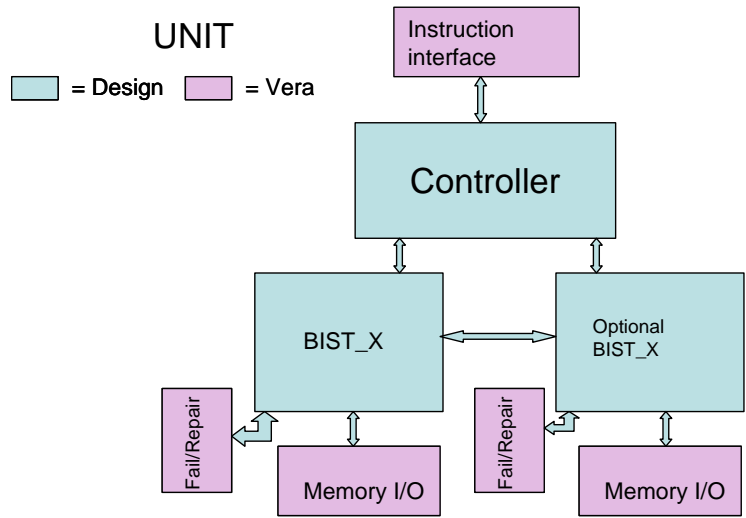 UNIT
= Design = Vera
Instruction
interface
Controller
BIST_X
Optional
BIST_X
Fail/Repair
Memory I/O
Fail/Repair
Memory I/O